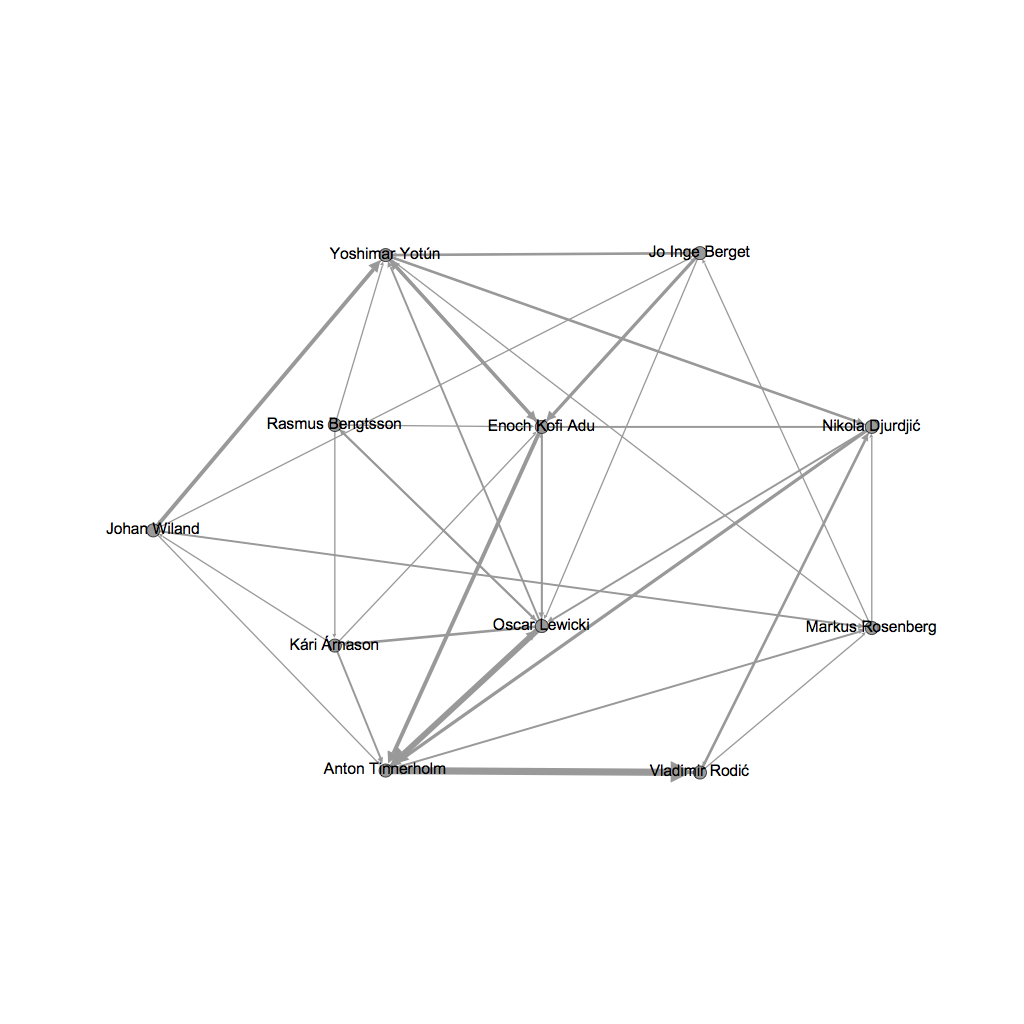 Yoshimar Yotún
Jo Inge Berget
Rasmus Bengtsson
Enoch Kofi Adu
Nikola Djurdjić
Johan Wiland
Oscar Lewicki
Markus Rosenberg
Kári Árnason
Anton Tinnerholm
Vladimir Rodić